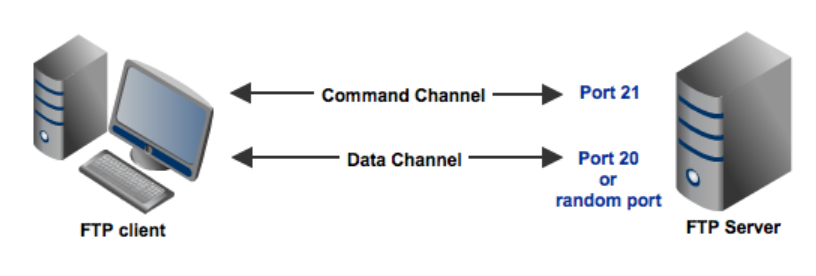 Command Channel
Port 21
Data Channel
Port 20
or
random port
FTP client
FTP Server